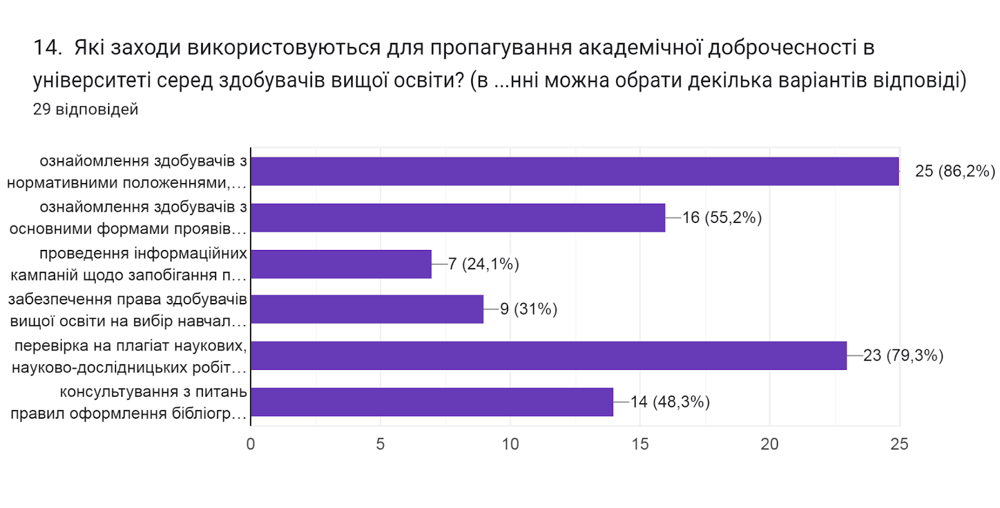 14.  Які заходи використовуються для пропагування академічної доброчесності в
університеті серед здобувачів вищої освіти? (в ...нні можна обрати декілька варіантів відповіді)
29 відповідей
ознайомлення здобувачів з
нормативними положеннями,…
25 (86,2%)
ознайомлення здобувачів з
основними формами проявів…
16 (55,2%)
проведення інформаційних
кампаній щодо запобігання п…
7 (24,1%)
забезпечення права здобувачів
вищої освіти на вибір навчал…
9 (31%)
перевірка на плагіат наукових,
науково-дослідницьких робіт…
23 (79,3%)
консультування з питань
правил оформлення бібліогр…
14 (48,3%)
0 5 10 15 20 25